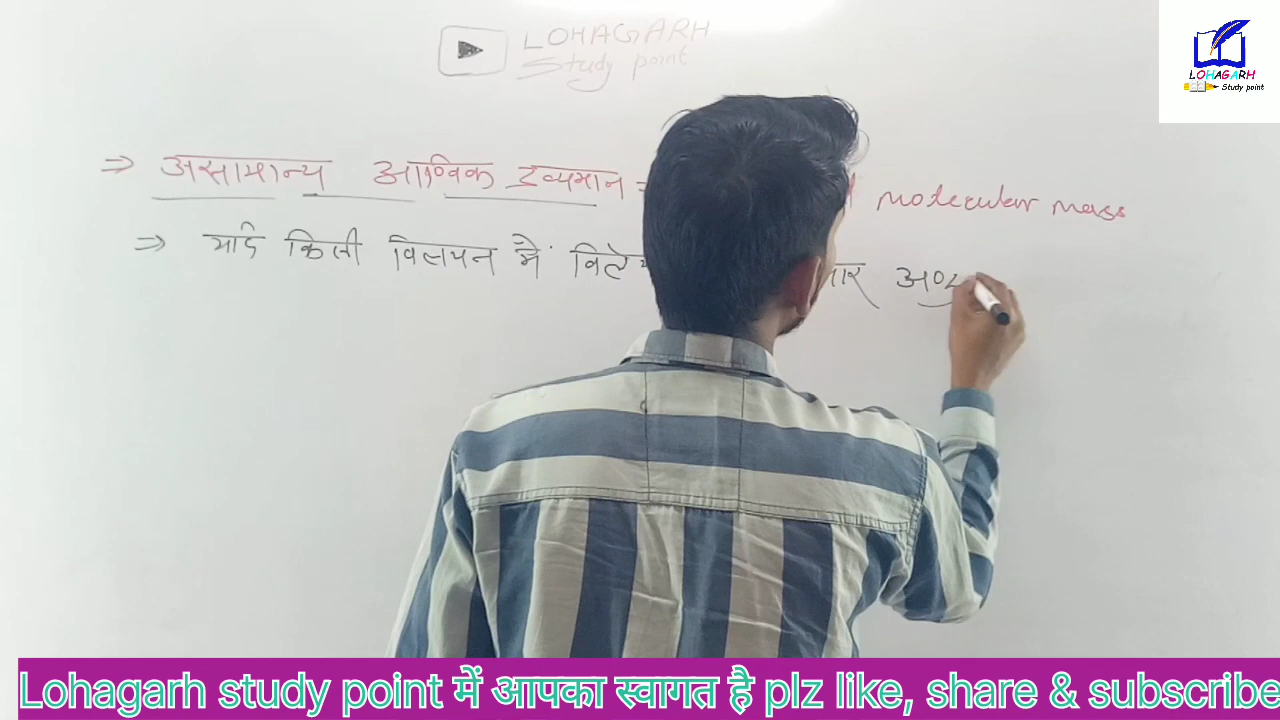 LOHAGARH
Study point
LOHAGARH
Study point
⇒ असामान्य आण्विक द्रव्यमान = molecular mass
⇒ यदि किसी विलयन में
Lohagarh study point में आपका स्वागत है plz like, share & subscribe